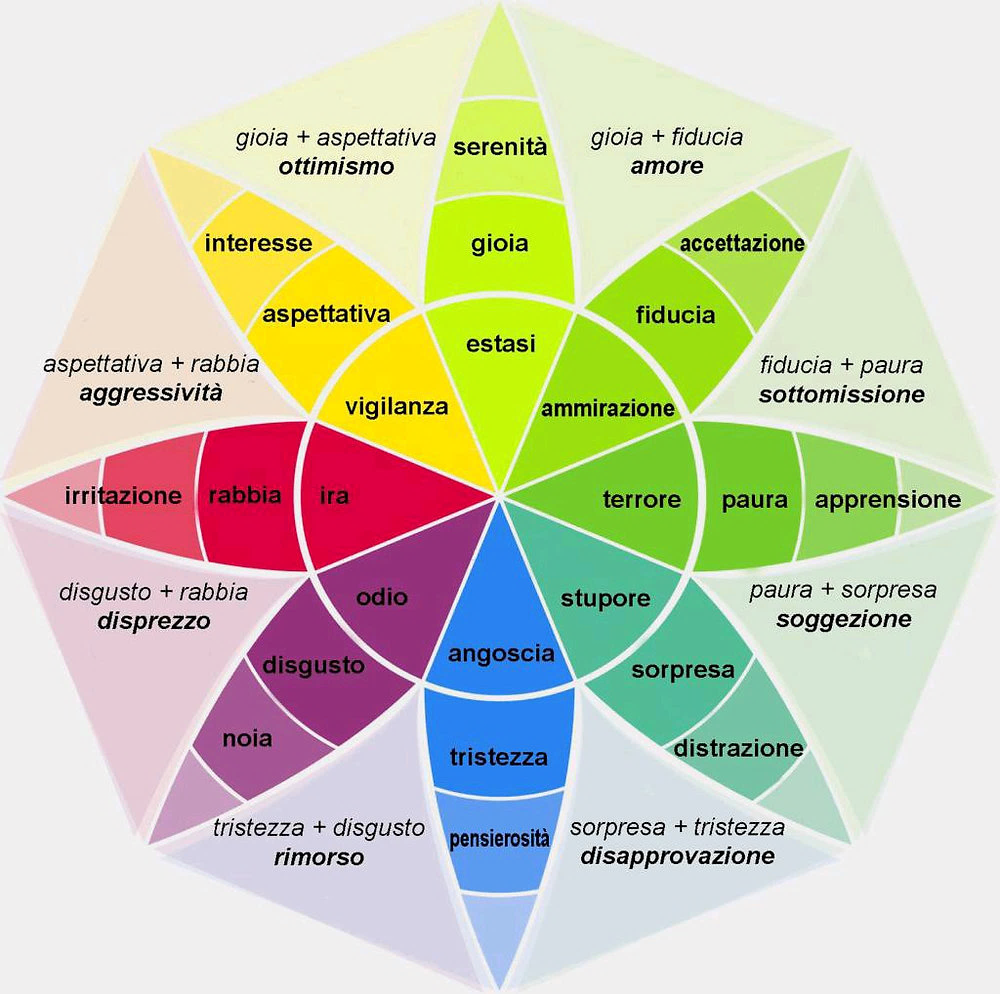 gioia + aspettativa
ottimismo
serenità
gioia + fiducia
amore
interesse
gioia
accettazione
aspettativa
fiducia
estasi
aspettativa + rabbia
aggressività
vigilanza
ammirazione
fiducia + paura
sottomissione
irritazione
rabbia
ira
terrore
paura
apprensione
disgusto + rabbia
disprezzo
odio
stupore
paura + sorpresa
soggezione
disgusto
angoscia
sorpresa
noia
tristezza
distrazione
tristezza + disgusto
rimorso
pensierosità
sorpresa + tristezza
disapprovazione